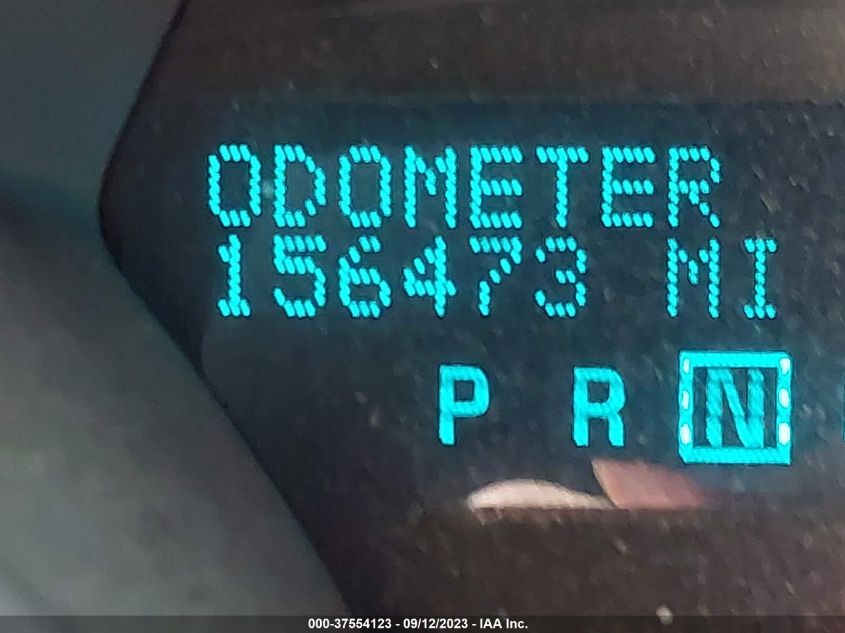 ODOMETER
156473 MI
P R N
000-37554123 - 09/12/2023 - IAA Inc.